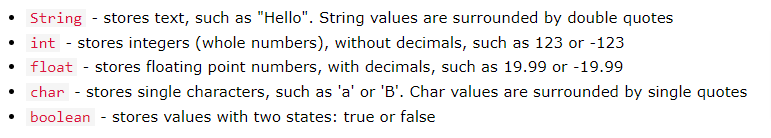 • String - stores text, such as "Hello". String values are surrounded by double quotes
• int - stores integers (whole numbers), without decimals, such as 123 or -123
• float - stores floating point numbers, with decimals, such as 19.99 or -19.99
• char - stores single characters, such as 'a' or 'B'. Char values are surrounded by single quotes
• boolean - stores values with two states: true or false